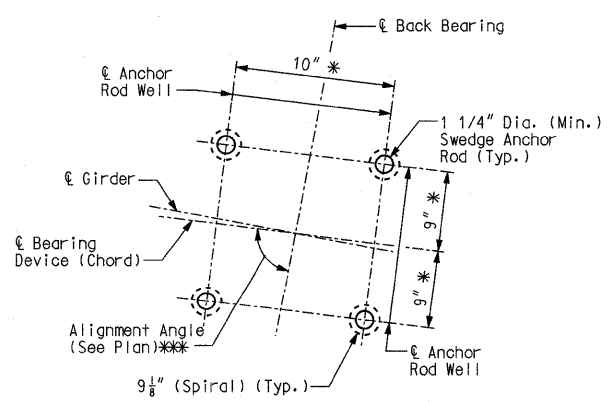 ℄ Back Bearing
10" *
℄ Anchor
Rod Well
1 1/4" Dia. (Min.)
Swedge Anchor
Rod (Typ.)
℄ Girder
9" *
℄ Bearing
Device (Chord)
9" *
Alignment Angle
(See Plan)***
℄ Anchor
Rod Well
9⅛" (Spiral) (Typ.)